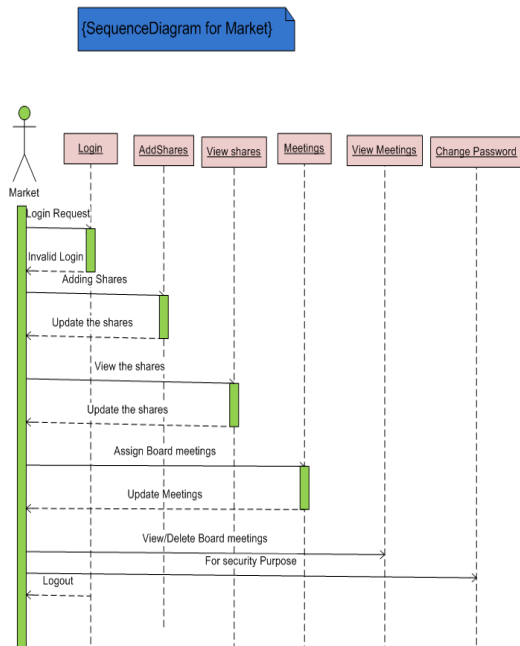 {SequenceDiagram for Market}
Login
AddShares
View shares
Meetings
View Meetings
Change Password
Market
Login Request
Invalid Login
Adding Shares
Update the shares
View the shares
Update the shares
Assign Board meetings
Update Meetings
View/Delete Board meetings
For security Purpose
Logout